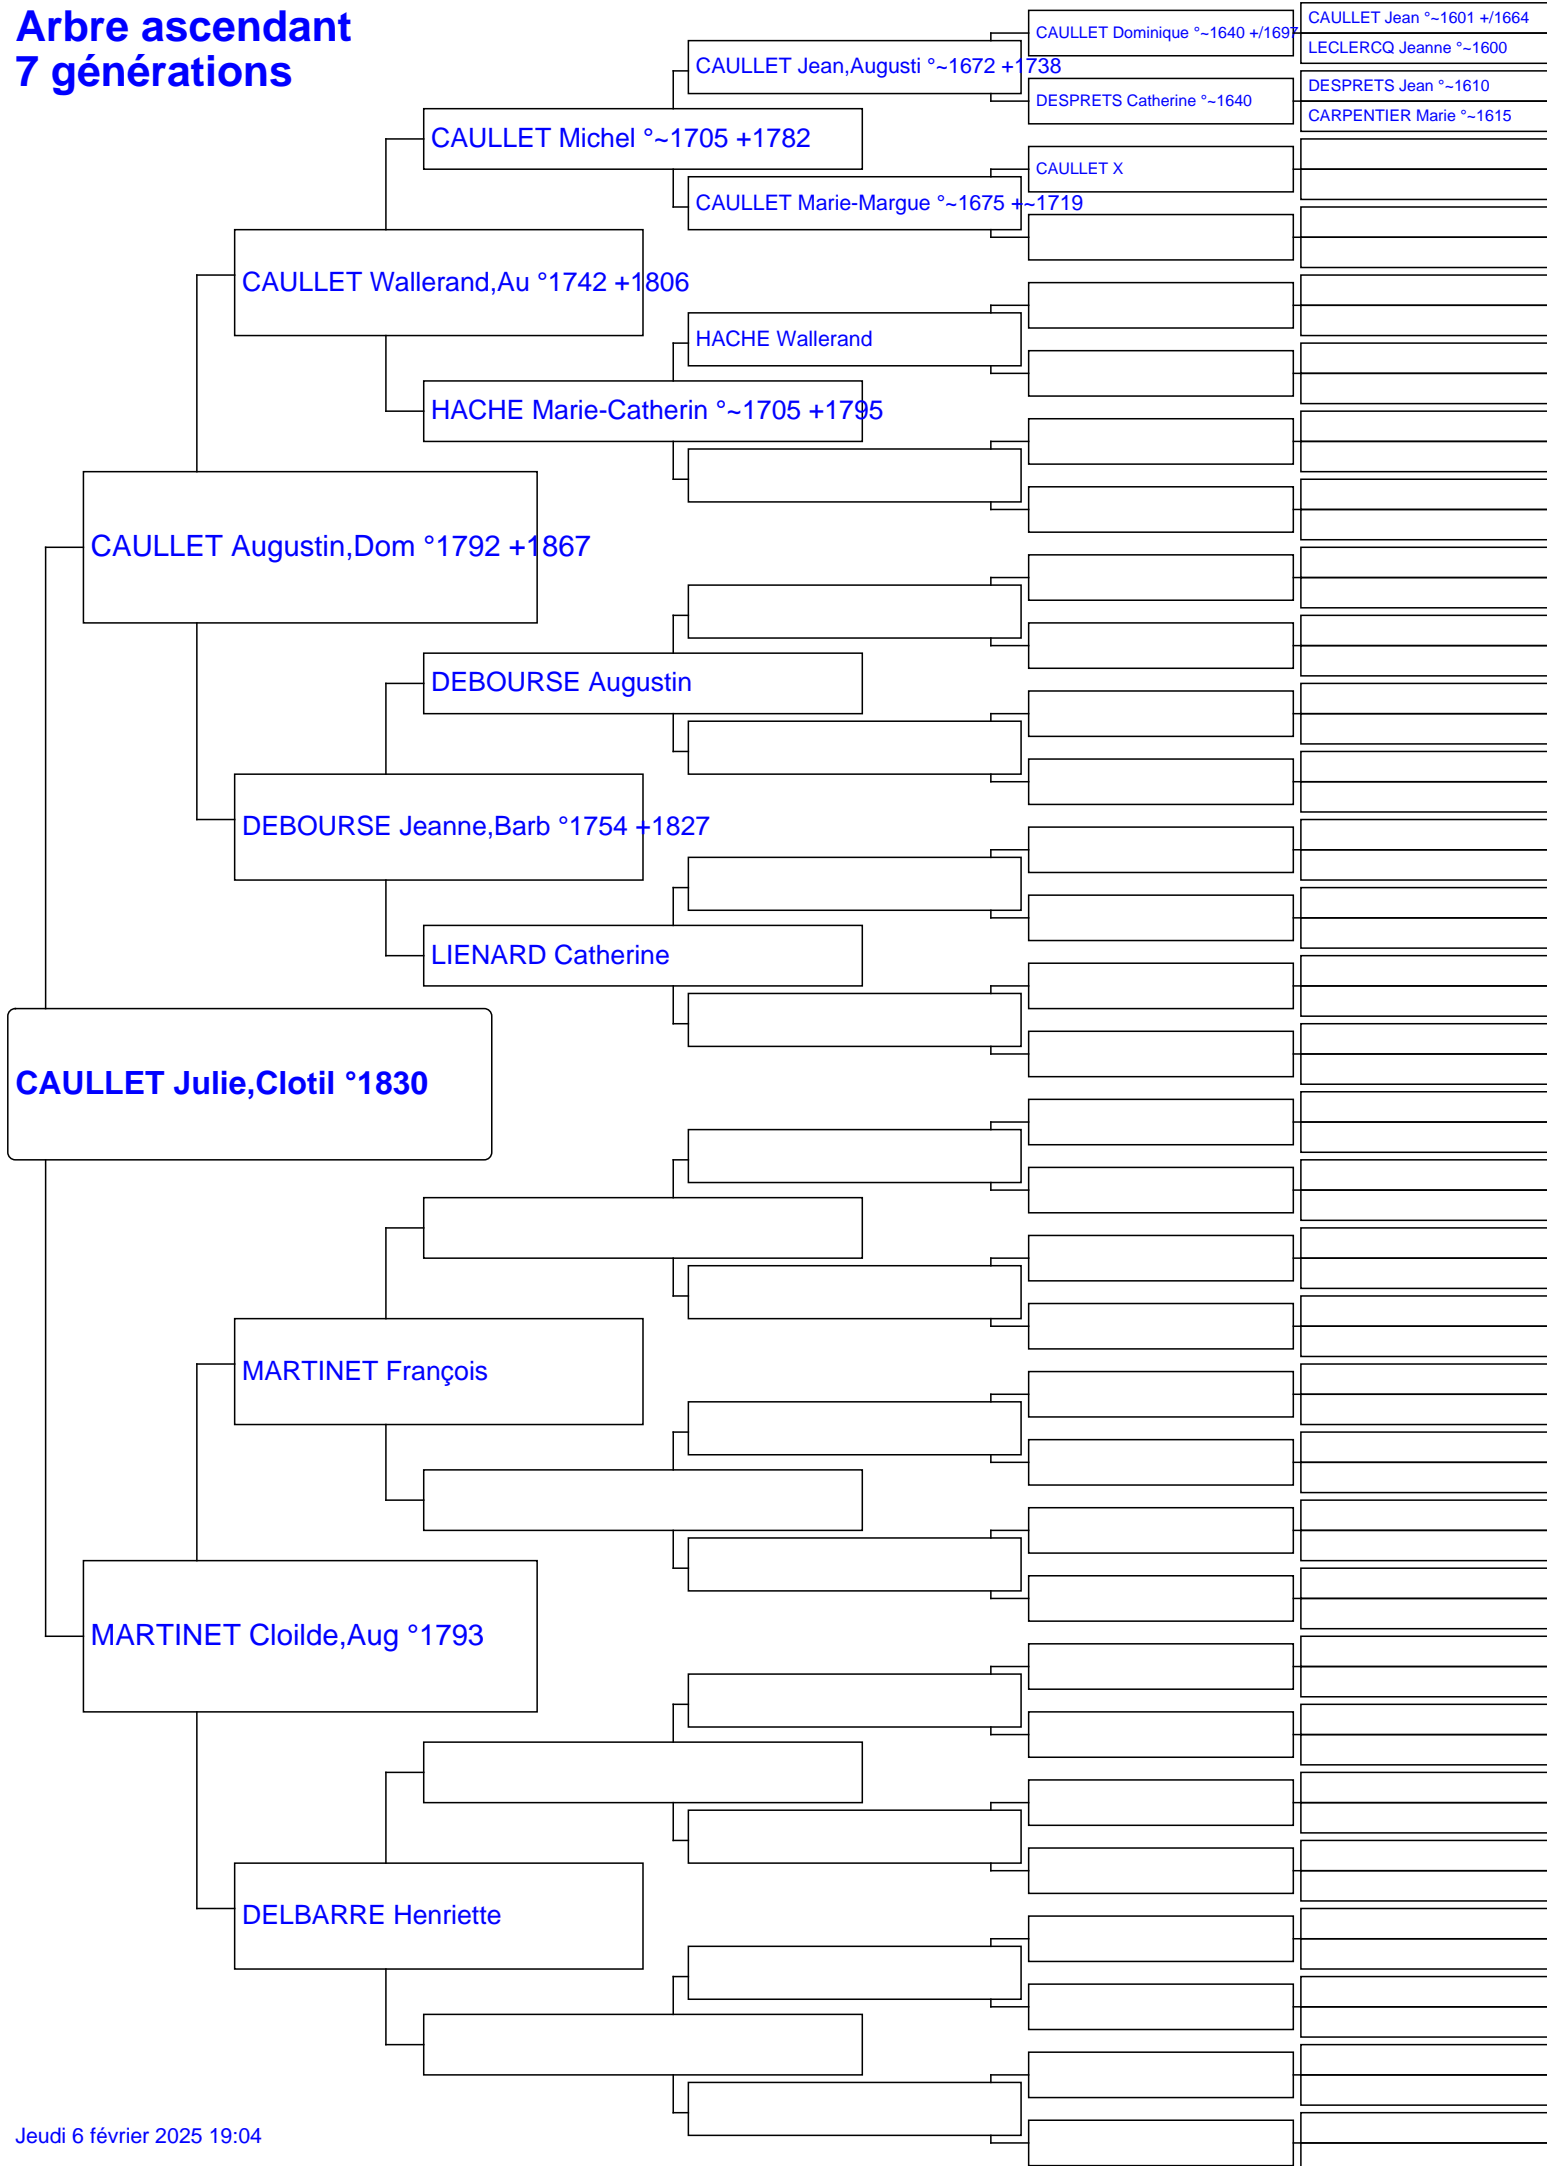 Arbre ascendant
7 générations
CAULLET Jean °~1601 +/1664
CAULLET Dominique °~1640 +/1697
LECLERCQ Jeanne °~1600
CAULLET Jean,Augusti °~1672 +1738
DESPRETS Jean °~1610
DESPRETS Catherine °~1640
CARPENTIER Marie °~1615
CAULLET Michel °~1705 +1782
CAULLET X
CAULLET Marie-Margue °~1675 +~1719
CAULLET Wallerand,Au °1742 +1806
HACHE Wallerand
HACHE Marie-Catherin °~1705 +1795
CAULLET Augustin,Dom °1792 +1867
DEBOURSE Augustin
DEBOURSE Jeanne,Barb °1754 +1827
LIENARD Catherine
CAULLET Julie,Clotil °1830
MARTINET François
MARTINET Cloilde,Aug °1793
DELBARRE Henriette
Jeudi 6 février 2025 19:04